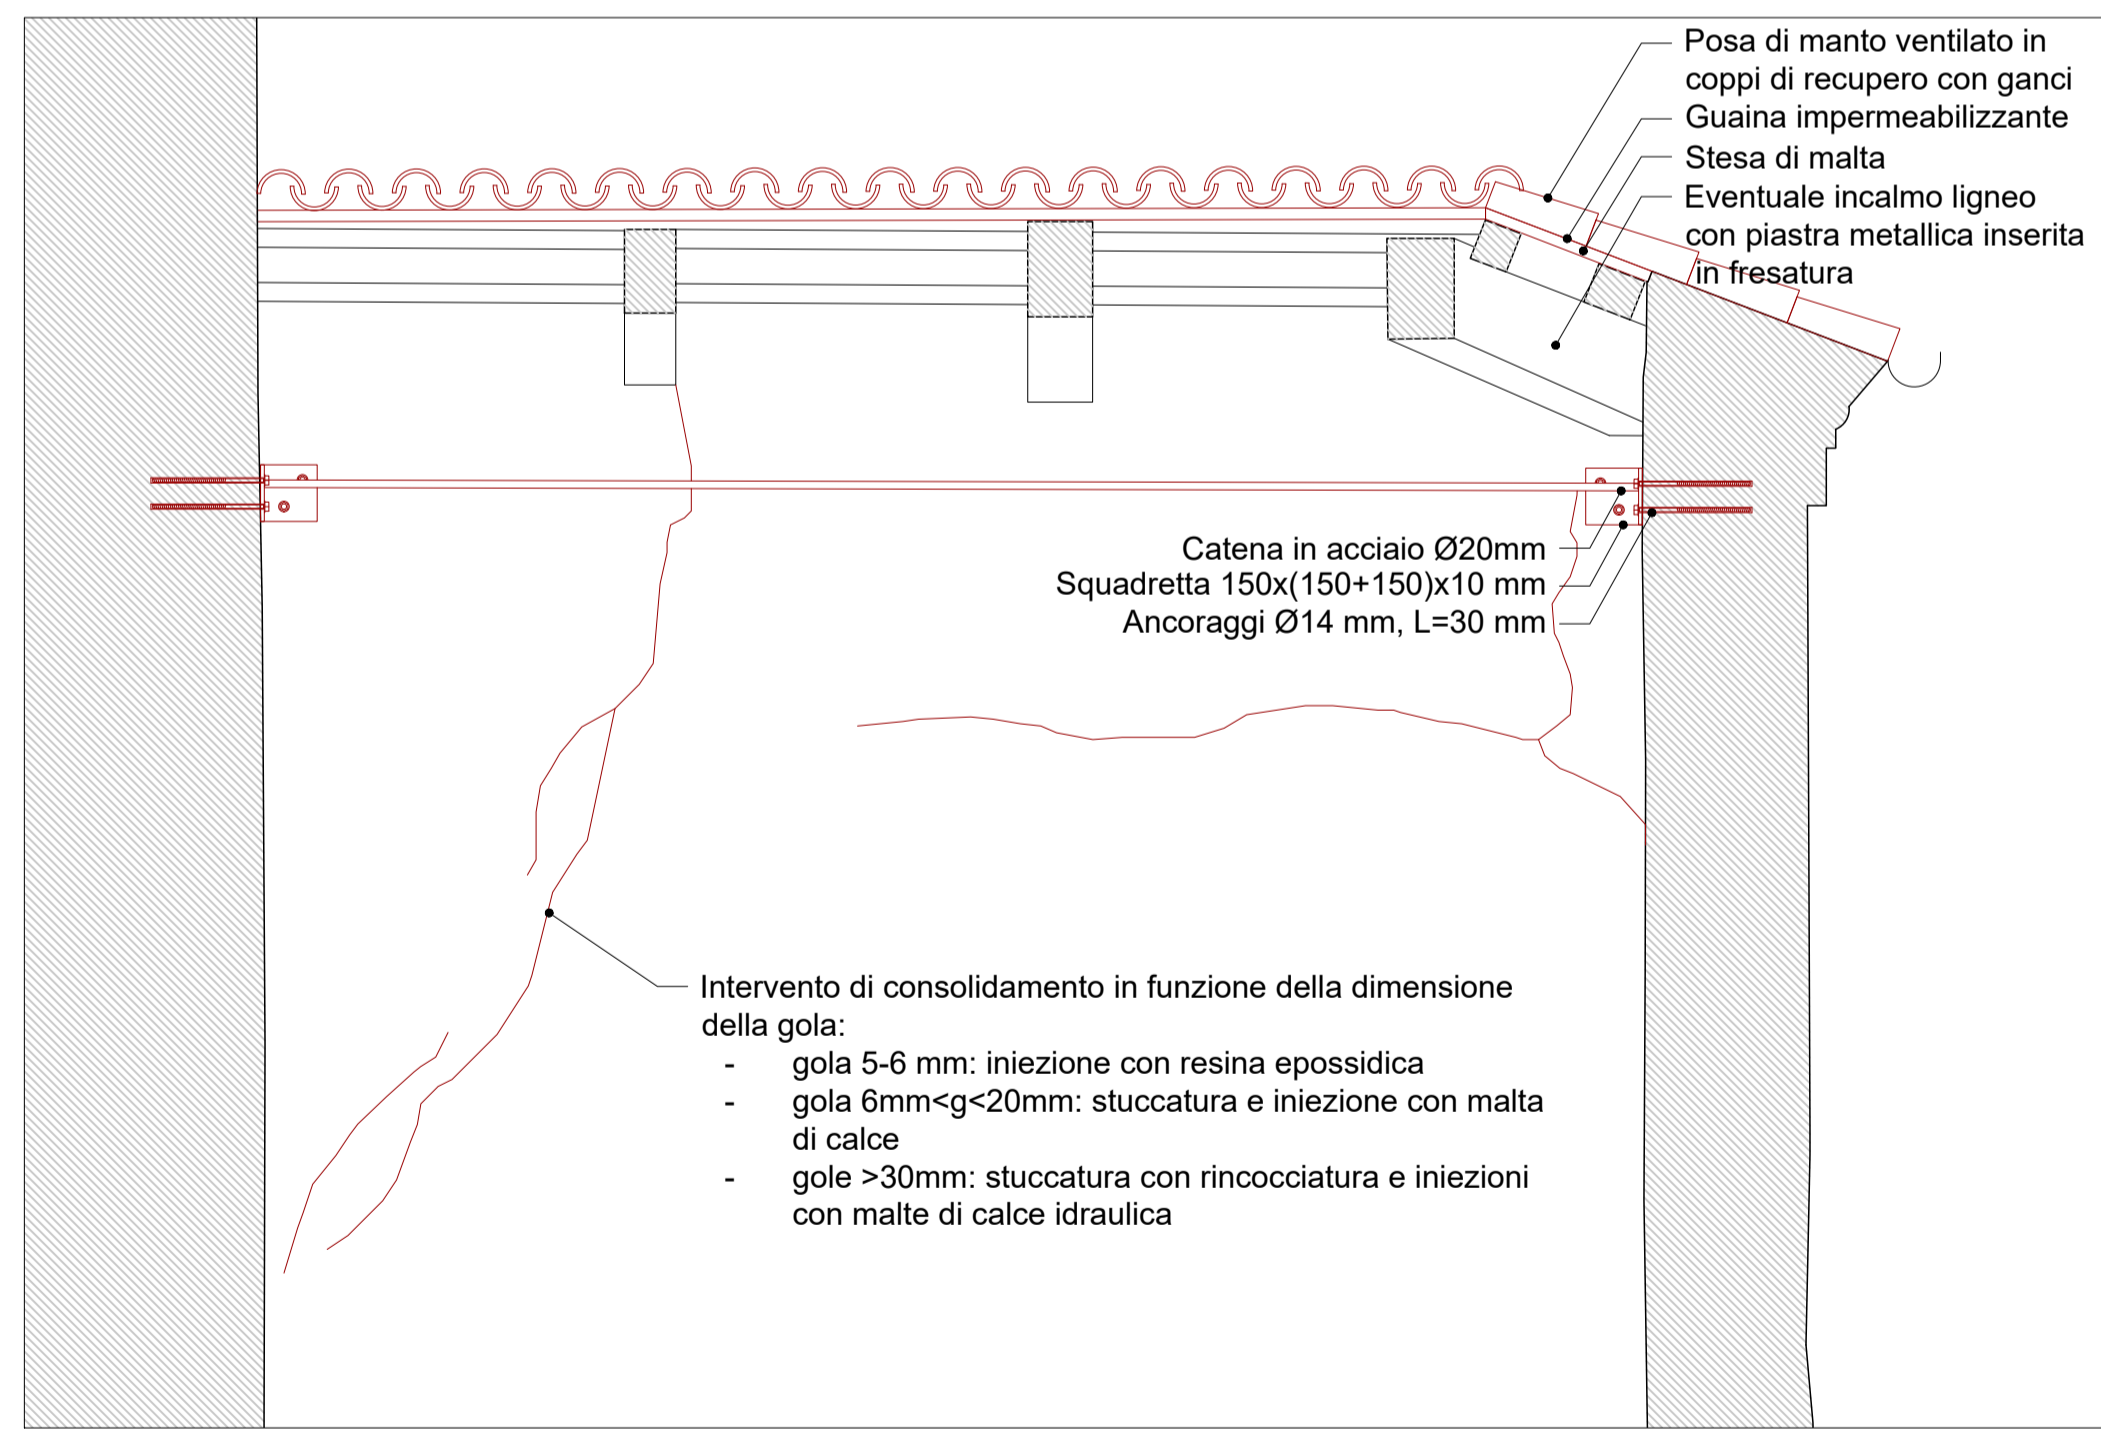 Posa di manto ventilato in
coppi di recupero con ganci
Guaina impermeabilizzante
Stesa di malta
Eventuale incalmo ligneo
con piastra metallica inserita
in fresatura
Catena in acciaio Ø20mm
Squadretta 150x(150+150)x10 mm
Ancoraggi Ø14 mm, L=30 mm
Intervento di consolidamento in funzione della dimensione
della gola:
- gola 5-6 mm: iniezione con resina epossidica
- gola 6mm<g<20mm: stuccatura e iniezione con malta
di calce
- gole >30mm: stuccatura con rincocciatura e iniezioni
con malte di calce idraulica